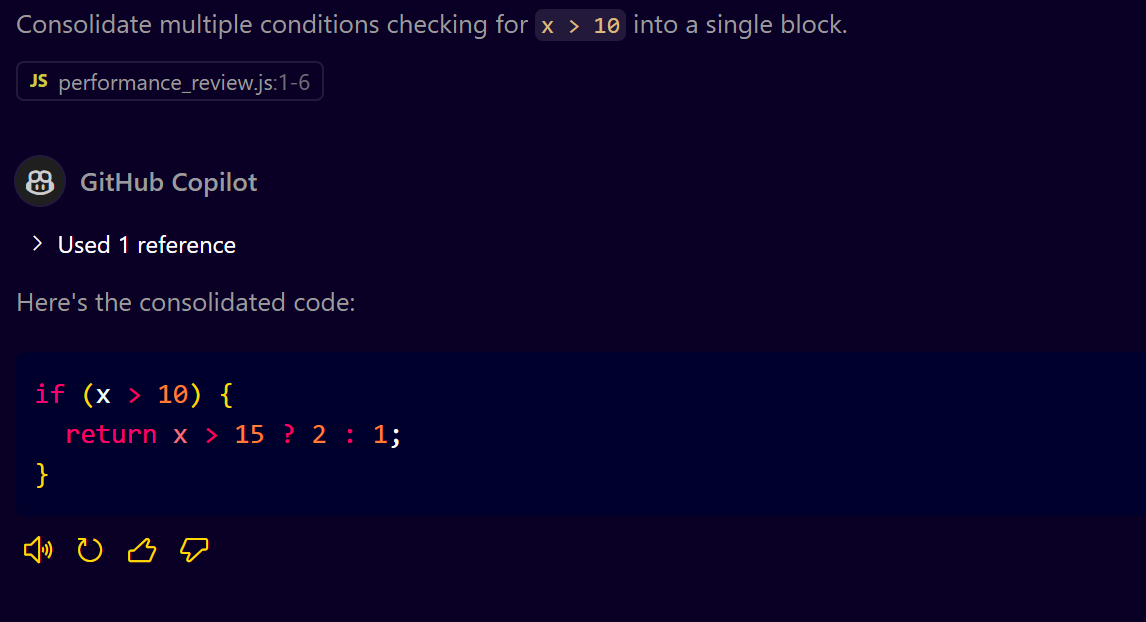 Consolidate multiple conditions checking for x > 10 into a single block.
JS performance_review.js:1-6
GitHub Copilot
Used 1 reference
Here's the consolidated code:
if (x > 10) {
  return x > 15 ? 2 : 1;
}